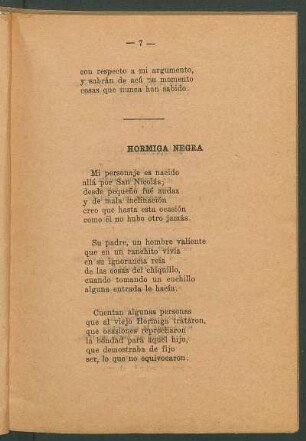 — 7 —
con respecto a mi argumento,
y sabrán de acá un momento
cosas que nunca han sabido.
HORMIGA NEGRA
Mi personaje es nacido
allá por San Nicolás;
desde pequeño fué audaz
y de mala inclinación
creo que hasta esta ocasión
como él no hubo otro jamás.
Su padre, un hombre valiente
que en un ranchito vivía
en su ignorancia reía
de las cosas del chiquillo,
cuando tomando un cuchillo
alguna entrada le hacía.
Cuentan algunas personas
que al viejo Hormiga trataron,
que ocasiones reprocharon
la bondad para aquel hijo,
que demostraba de fijo
ser, lo que no equivocaron.